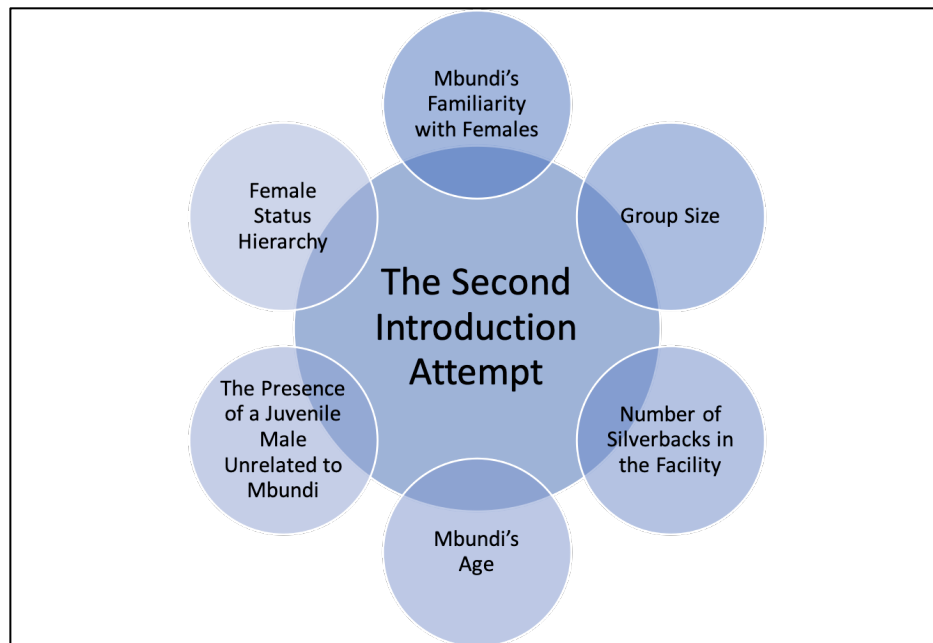 Mbundi’s
Familiarity
with Females
Group Size
Number of
Silverbacks in
the Facility
Mbundi’s
Age
The Presence
of a Juvenile
Male
Unrelated to
Mbundi
Female
Status
Hierarchy
The Second
Introduction
Attempt